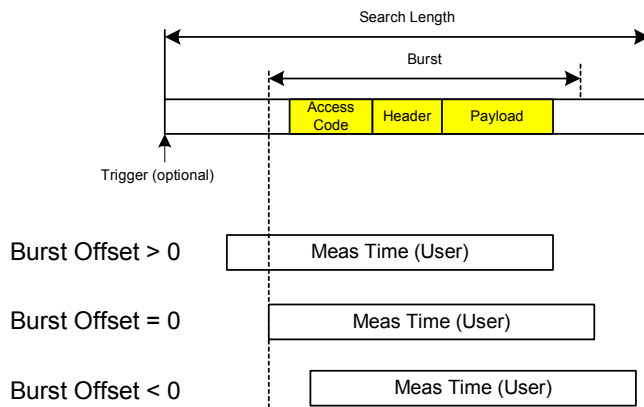 Search Length
Burst
Access
Code
Header
Payload
Trigger (optional)
Burst Offset > 0
Meas Time (User)
Burst Offset = 0
Meas Time (User)
Burst Offset < 0
Meas Time (User)